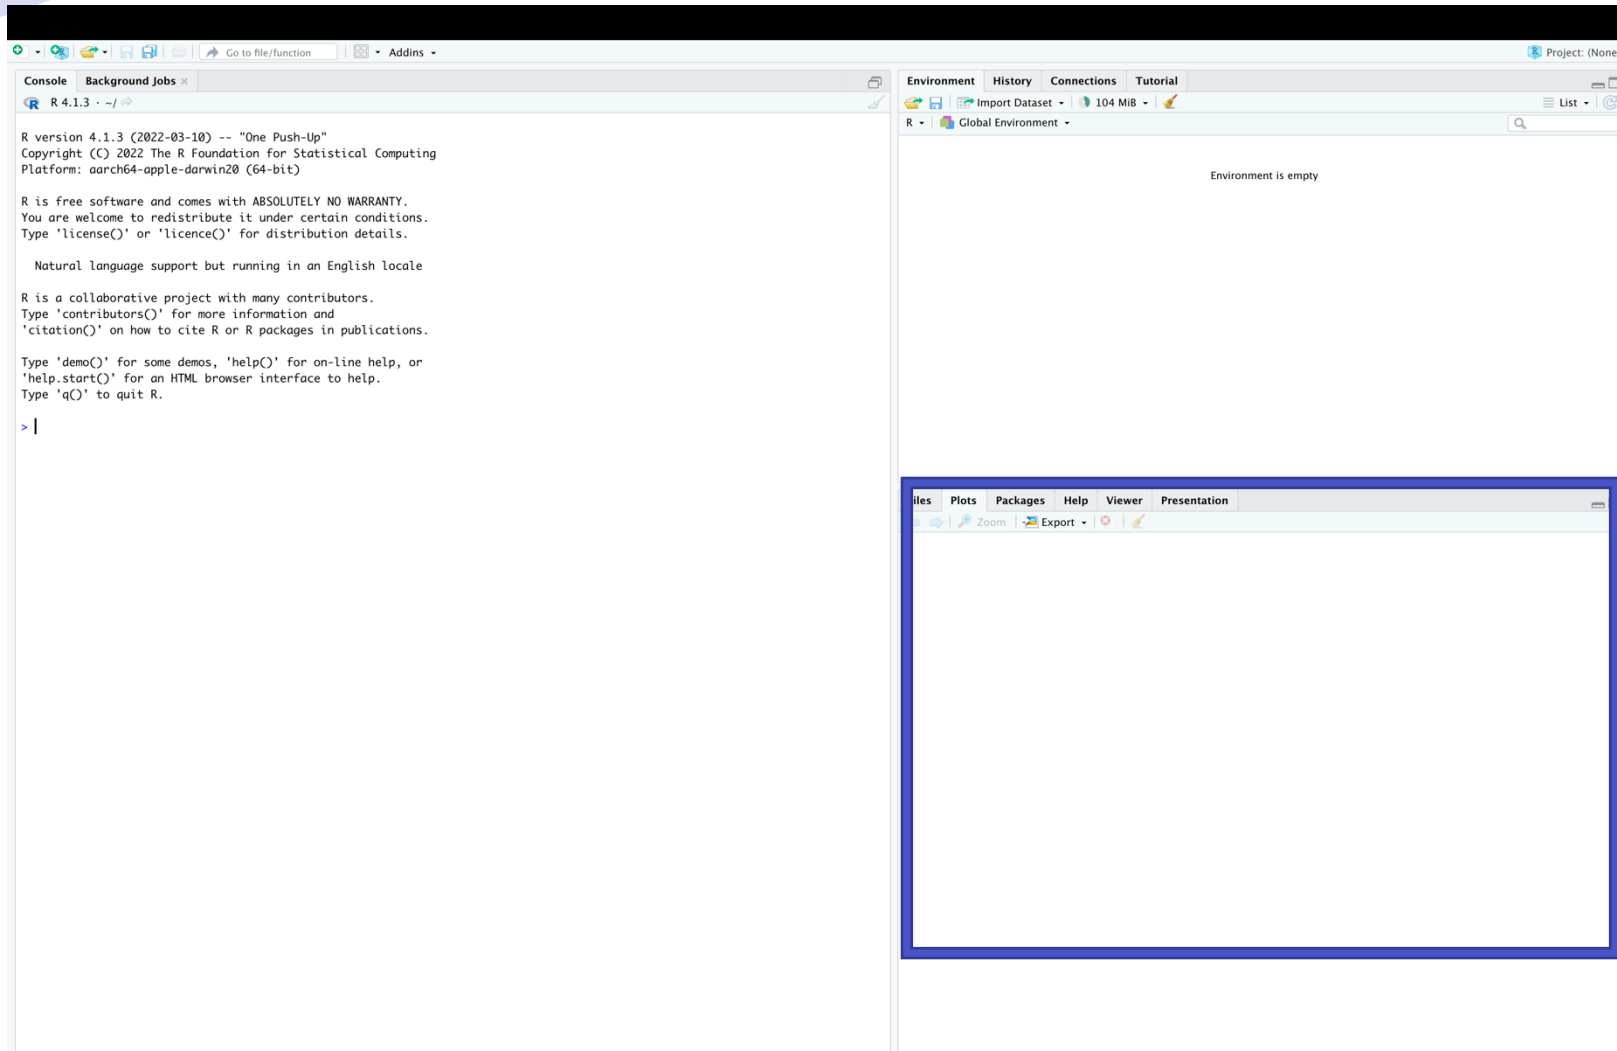 Go to file/function
Addins
Project: (None
Console Background Jobs
R 4.1.3 · ~/
R version 4.1.3 (2022-03-10) -- "One Push-Up"
Copyright (C) 2022 The R Foundation for Statistical Computing
Platform: aarch64-apple-darwin20 (64-bit)
R is free software and comes with ABSOLUTELY NO WARRANTY.
You are welcome to redistribute it under certain conditions.
Type 'license()' or 'licence()' for distribution details.
Natural language support but running in an English locale
R is a collaborative project with many contributors.
Type 'contributors()' for more information and
'citation()' on how to cite R or R packages in publications.
Type 'demo()' for some demos, 'help()' for on-line help, or
'help.start()' for an HTML browser interface to help.
Type 'q()' to quit R.
>
Environment History Connections Tutorial
Import Dataset 104 MiB List
R Global Environment
Environment is empty
iles Plots Packages Help Viewer Presentation
Zoom Export